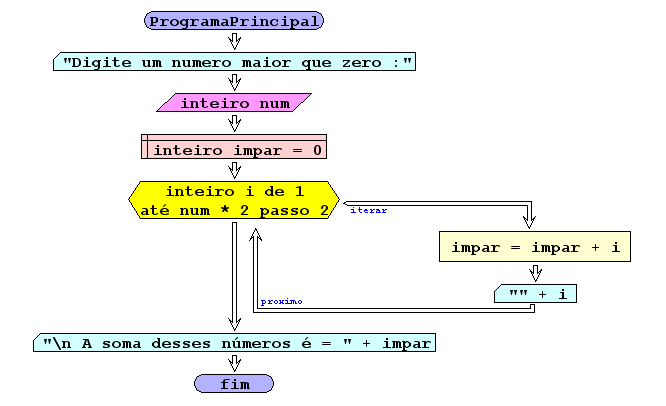 ProgramaPrincipal
"Digite um numero maior que zero :"
inteiro num
inteiro impar = 0
inteiro i de 1
até num * 2 passo 2
iterar
impar = impar + i
"" + i
proximo
"\n A soma desses números é = " + impar
fim